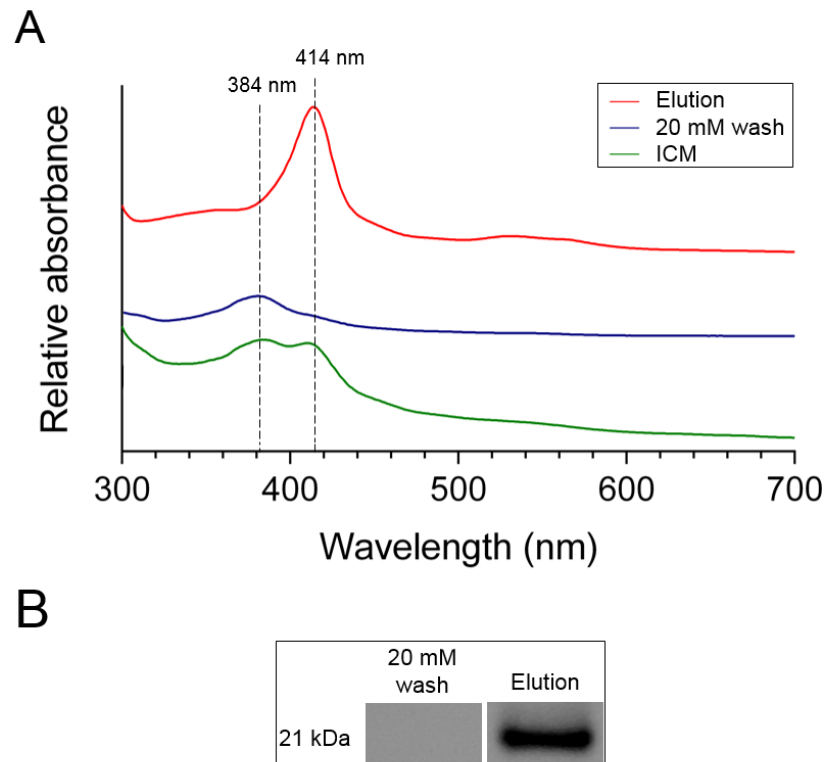 A
414 nm
384 nm
Elution
20 mM wash
ICM
Relative absorbance
300
400
500
600
700
Wavelength (nm)
B
20 mM
wash
Elution
21 kDa